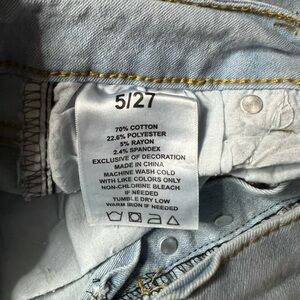 5/27
70% COTTON
22.6% POLYESTER
5% RAYON
2.4% SPANDEX
EXCLUSIVE OF DECORATION
MADE IN CHINA
MACHINE WASH COLD
WITH LIKE COLORS ONLY
NON-CHLORINE BLEACH
IF NEEDED
TUMBLE DRY LOW
WARM IRON IF NEEDED